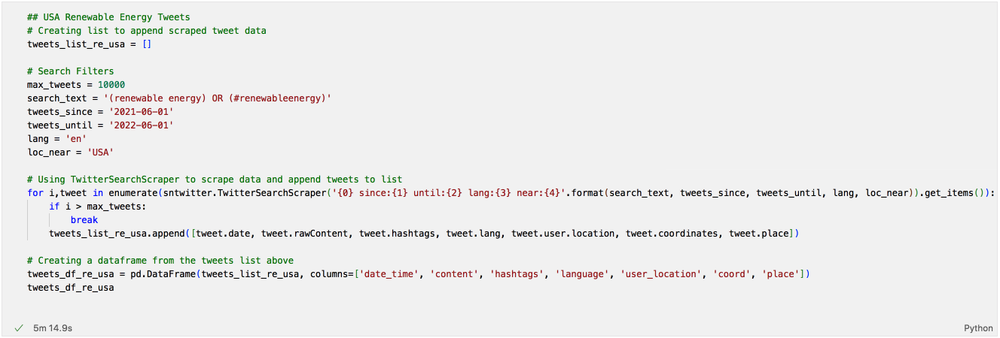 ## USA Renewable Energy Tweets
# Creating list to append scraped tweet data
tweets_list_re_usa = []
# Search Filters
max_tweets = 10000
search_text = '(renewable energy) OR (#renewableenergy)'
tweets_since = '2021-06-01'
tweets_until = '2022-06-01'
lang = 'en'
loc_near = 'USA'
# Using TwitterSearchScraper to scrape data and append tweets to list
for i,tweet in enumerate(sntwitter.TwitterSearchScraper('{0} since:{1} until:{2} lang:{3} near:{4}'.format(search_text, tweets_since, tweets_until, lang, loc_near)).get_items()):
    if i > max_tweets:
        break
    tweets_list_re_usa.append([tweet.date, tweet.rawContent, tweet.hashtags, tweet.lang, tweet.user.location, tweet.coordinates, tweet.place])
# Creating a dataframe from the tweets list above
tweets_df_re_usa = pd.DataFrame(tweets_list_re_usa, columns=['date_time', 'content', 'hashtags', 'language', 'user_location', 'coord', 'place'])
tweets_df_re_usa
5m 14.9s
Python